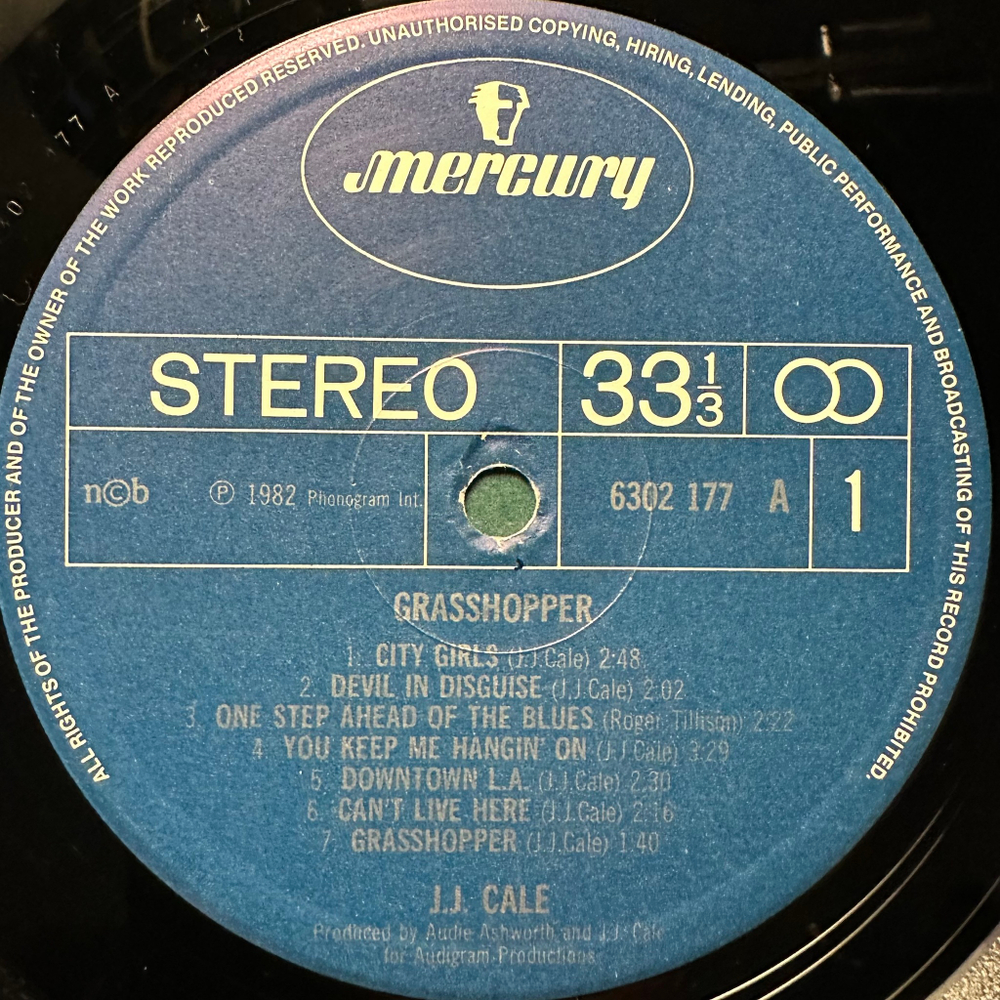 ALL RIGHTS OF THE PRODUCER AND OF THE OWNER OF THE WORK REPRODUCED RESERVED. UNAUTHORISED COPYING, HIRING, LENDING, PUBLIC PERFORMANCE AND BROADCASTING OF THIS RECORD PROHIBITED.
mercury
STEREO 33 1/3
n©b ℗ 1982 Phonogram Int. 6302 177 A 1
GRASSHOPPER
1. CITY GIRLS (J.J.Cale) 2:48
2. DEVIL IN DISGUISE (J.J.Cale) 2:02
3. ONE STEP AHEAD OF THE BLUES (Roger Tillison) 2:22
4. YOU KEEP ME HANGIN' ON (J.J.Cale) 3:29
5. DOWNTOWN L.A. (J.J.Cale) 2:30
6. CAN'T LIVE HERE (J.J.Cale) 2:16
7. GRASSHOPPER (J.J.Cale) 1:40
J.J. CALE
Produced by Audie Ashworth and J.J. Cale
for Audigram Productions